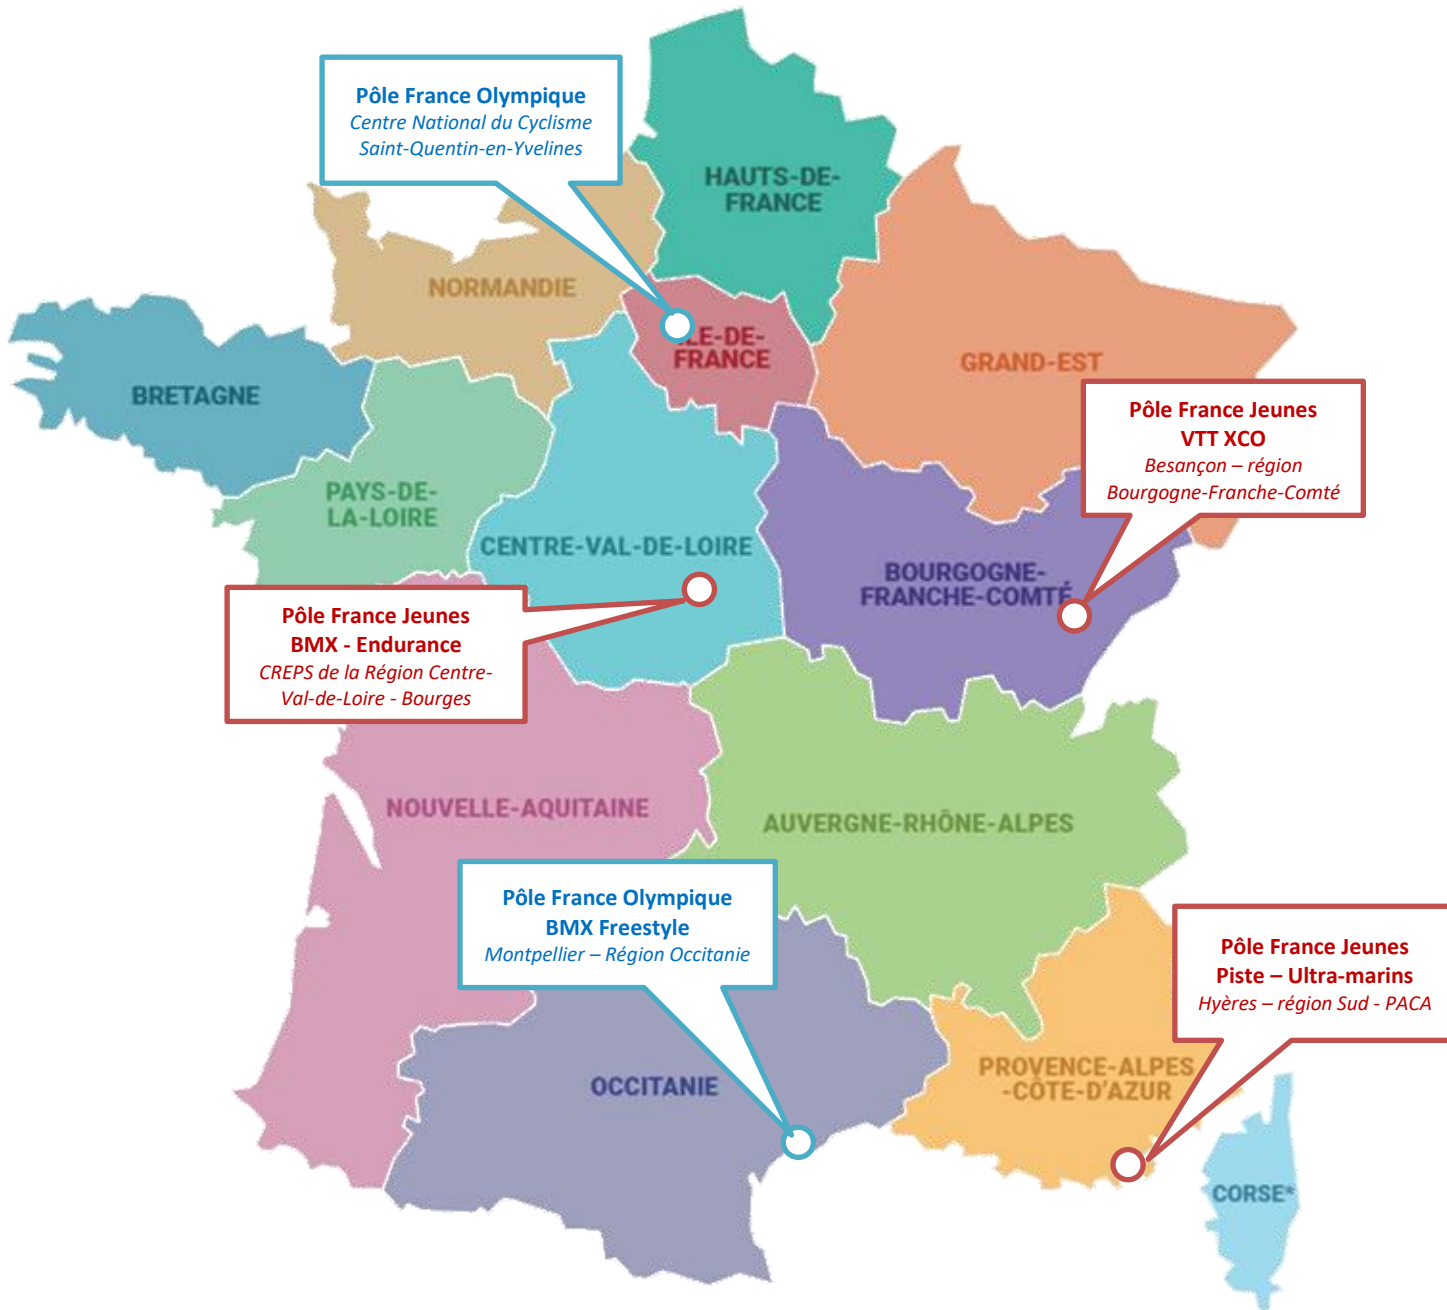 Pôle France Olympique
Centre National du Cyclisme
Saint-Quentin-en-Yvelines
HAUTS-DE-
FRANCE
NORMANDIE
ÎLE-DE-
FRANCE
GRAND-EST
BRETAGNE
Pôle France Jeunes
VTT XCO
Besançon – région
Bourgogne-Franche-Comté
PAYS-DE-
LA-LOIRE
CENTRE-VAL-DE-LOIRE
BOURGOGNE-
FRANCHE-COMTÉ
Pôle France Jeunes
BMX - Endurance
CREPS de la Région Centre-
Val-de-Loire - Bourges
NOUVELLE-AQUITAINE
AUVERGNE-RHÔNE-ALPES
Pôle France Olympique
BMX Freestyle
Montpellier – Région Occitanie
Pôle France Jeunes
Piste – Ultra-marins
Hyères – région Sud - PACA
OCCITANIE
PROVENCE-ALPES
-CÔTE-D'AZUR
CORSE*